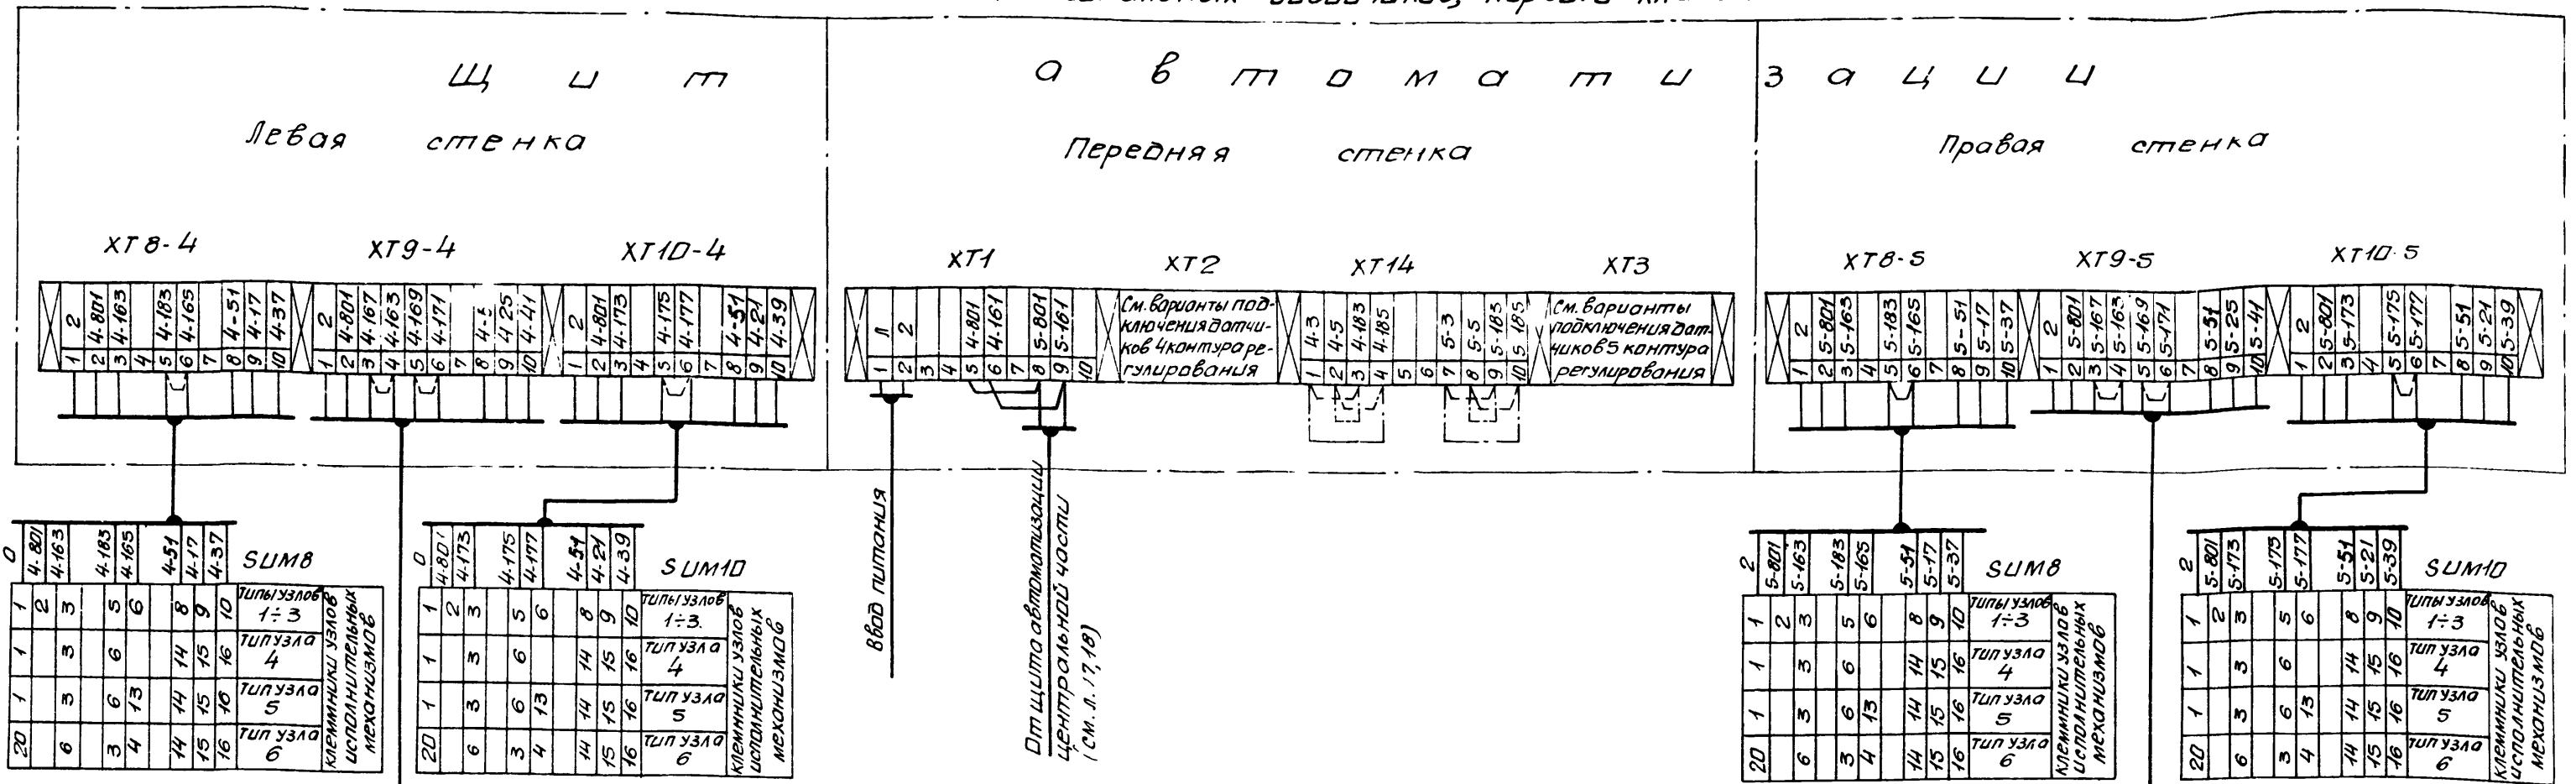 Щит автоматизации
Левая стенка
Передняя стенка
Правая стенка
XT8-4
XT9-4
XT10-4
XT1
XT2
XT14
XT3
XT8-5
XT9-5
XT10-5
2 4-801 4-163 4-183 4-165 4-51 4-17 4-37
1 2 3 4 5 6 7 8 9 10
2 4-801 4-167 4-163 4-169 4-171 4-25 4-41
1 2 3 4 5 6 7 8 9 10
2 4-801 4-173 4-175 4-177 4-51 4-21 4-39
1 2 3 4 5 6 7 8 9 10
Л 2 4-801 4-161 5-801 5-161
1 2 3 4 5 6 7 8 9 10
См. варианты под-
ключения датчи-
ков 4 контура ре-
гулирования
4-3 4-5 4-183 4-185 5-3 5-5 5-183 5-185
1 2 3 4 5 6 7 8 9 10
См. варианты
подключения дат-
чиков 5 контура
регулирования
2 5-801 5-163 5-183 5-165 5-51 5-17 5-37
1 2 3 4 5 6 7 8 9 10
2 5-801 5-167 5-163 5-169 5-171 5-51 5-25 5-41
1 2 3 4 5 6 7 8 9 10
2 5-801 5-173 5-175 5-177 5-51 5-21 5-39
1 2 3 4 5 6 7 8 9 10
0 4-801 4-163 4-183 4-165 4-51 4-17 4-37
SUM8
1 2 3 5 6 8 9 10 типы узлов 1÷3
1 3 6 14 15 16 тип узла 4
1 3 6 13 14 15 16 тип узла 5
20 6 3 4 14 15 16 тип узла 6
клеммники узлов
исполнительных
механизмов
0 4-801 4-173 4-175 4-177 4-51 4-21 4-39
SUM10
1 2 3 5 6 8 9 10 типы узлов 1÷3.
1 3 6 14 15 16 тип узла 4
1 3 6 13 14 15 16 тип узла 5
20 6 3 4 14 15 16 тип узла 6
клеммники узлов
исполнительных
механизмов
Ввод питания
От щита автоматизации
центральной части
(см. л. 17,18)
2 5-801 5-163 5-183 5-165 5-51 5-17 5-37
SUM8
1 2 3 5 6 8 9 10 типы узлов 1÷3
1 3 6 14 15 16 тип узла 4
1 3 6 13 14 15 16 тип узла 5
20 6 3 4 14 15 16 тип узла 6
клеммники узлов
исполнительных
механизмов
2 5-801 5-173 5-173 5-177 5-51 5-21 5-39
SUM10
1 2 3 5 6 8 9 10 типы узлов 1÷3
1 3 6 14 15 16 тип узла 4
1 3 6 13 14 15 16 тип узла 5
20 6 3 4 14 15 16 тип узла 6
клеммники узлов
исполнительных
механизмов